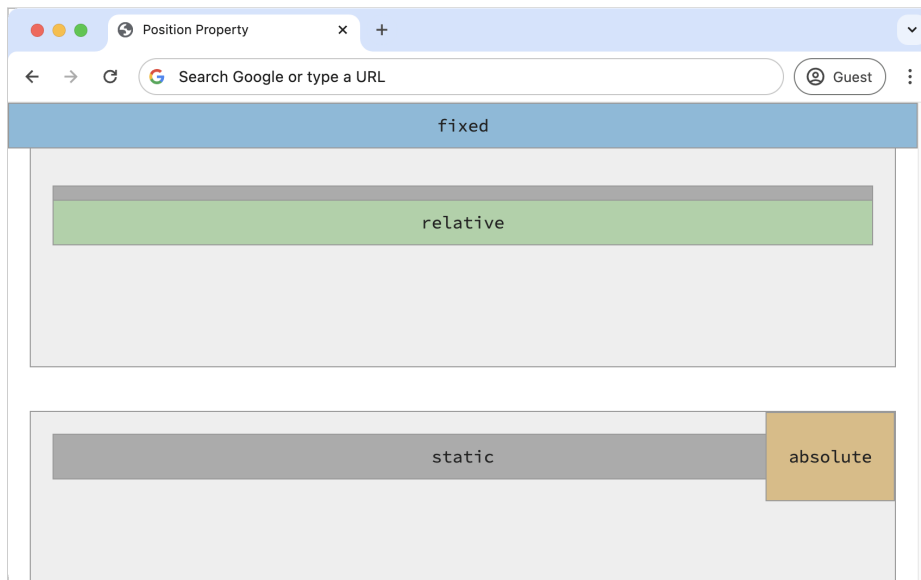 Position Property
Search Google or type a URL
Guest
fixed
relative
static
absolute